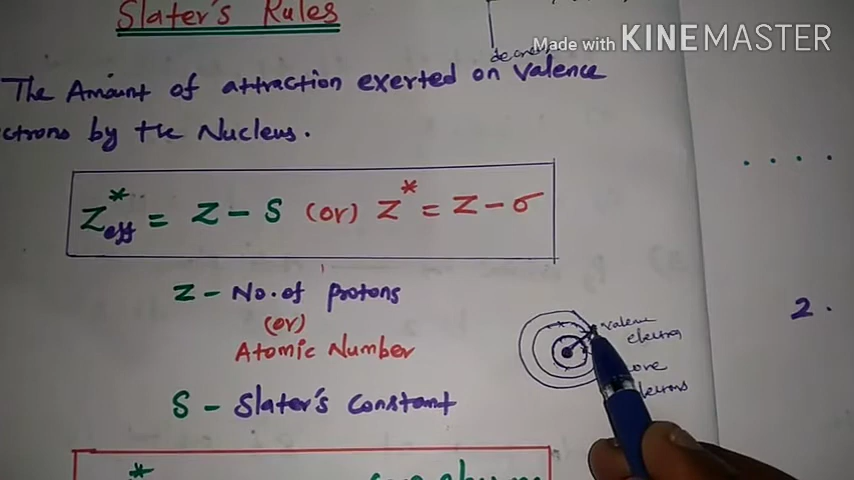 Slater's Rules
Made with KINEMASTER
The Amount of attraction exerted on valence
ctrons by the Nucleus.
Z*eff = Z - S (or) Z* = Z - σ
Z - No. of protons
(or)
Atomic Number
S - Slater's Constant
valence
electron
core
2.